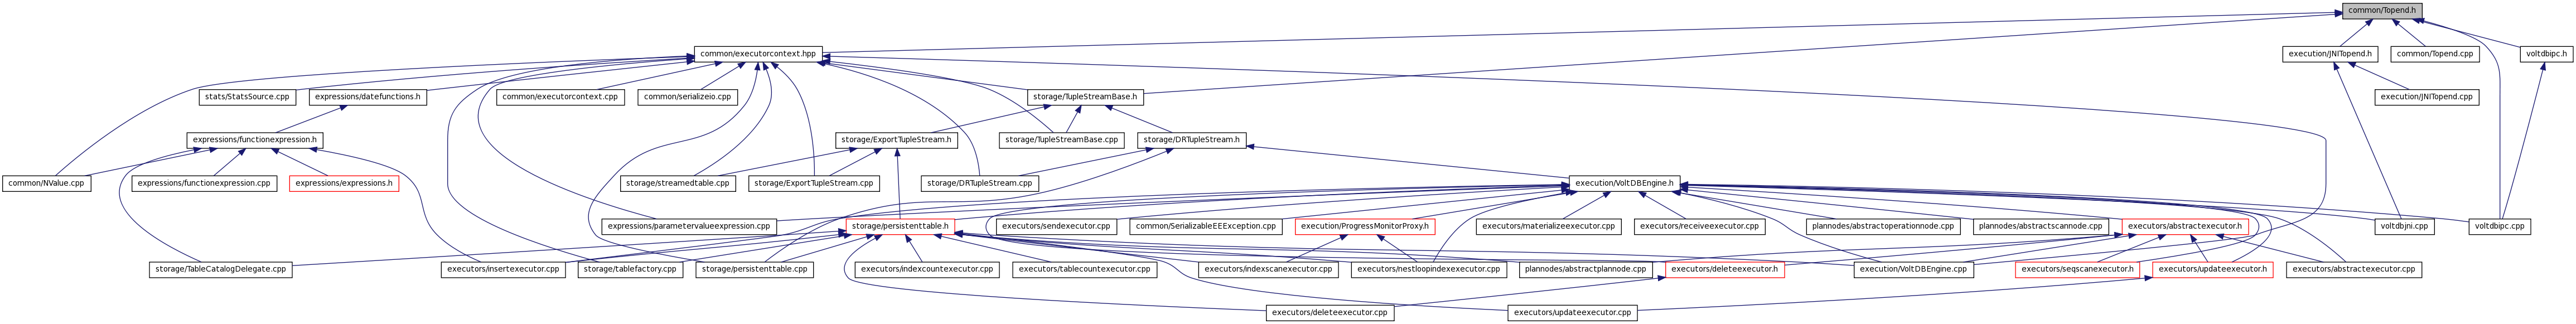 common/Topend.h
common/executorcontext.hpp
execution/JNITopend.h
common/Topend.cpp
voltdbipc.h
stats/StatsSource.cpp
expressions/datefunctions.h
common/executorcontext.cpp
common/serializeio.cpp
storage/TupleStreamBase.h
execution/JNITopend.cpp
expressions/functionexpression.h
storage/ExportTupleStream.h
storage/TupleStreamBase.cpp
storage/DRTupleStream.h
common/NValue.cpp
expressions/functionexpression.cpp
expressions/expressions.h
storage/streamedtable.cpp
storage/ExportTupleStream.cpp
storage/DRTupleStream.cpp
execution/VoltDBEngine.h
expressions/parametervalueexpression.cpp
storage/persistenttable.h
executors/sendexecutor.cpp
common/SerializableEEException.cpp
execution/ProgressMonitorProxy.h
executors/materializeexecutor.cpp
executors/receiveexecutor.cpp
plannodes/abstractoperationnode.cpp
plannodes/abstractscannode.cpp
executors/abstractexecutor.h
voltdbjni.cpp
voltdbipc.cpp
storage/TableCatalogDelegate.cpp
executors/insertexecutor.cpp
storage/tablefactory.cpp
storage/persistenttable.cpp
executors/indexcountexecutor.cpp
executors/tablecountexecutor.cpp
executors/indexscanexecutor.cpp
executors/nestloopindexexecutor.cpp
plannodes/abstractplannode.cpp
executors/deleteexecutor.h
execution/VoltDBEngine.cpp
executors/seqscanexecutor.h
executors/updateexecutor.h
executors/abstractexecutor.cpp
executors/deleteexecutor.cpp
executors/updateexecutor.cpp